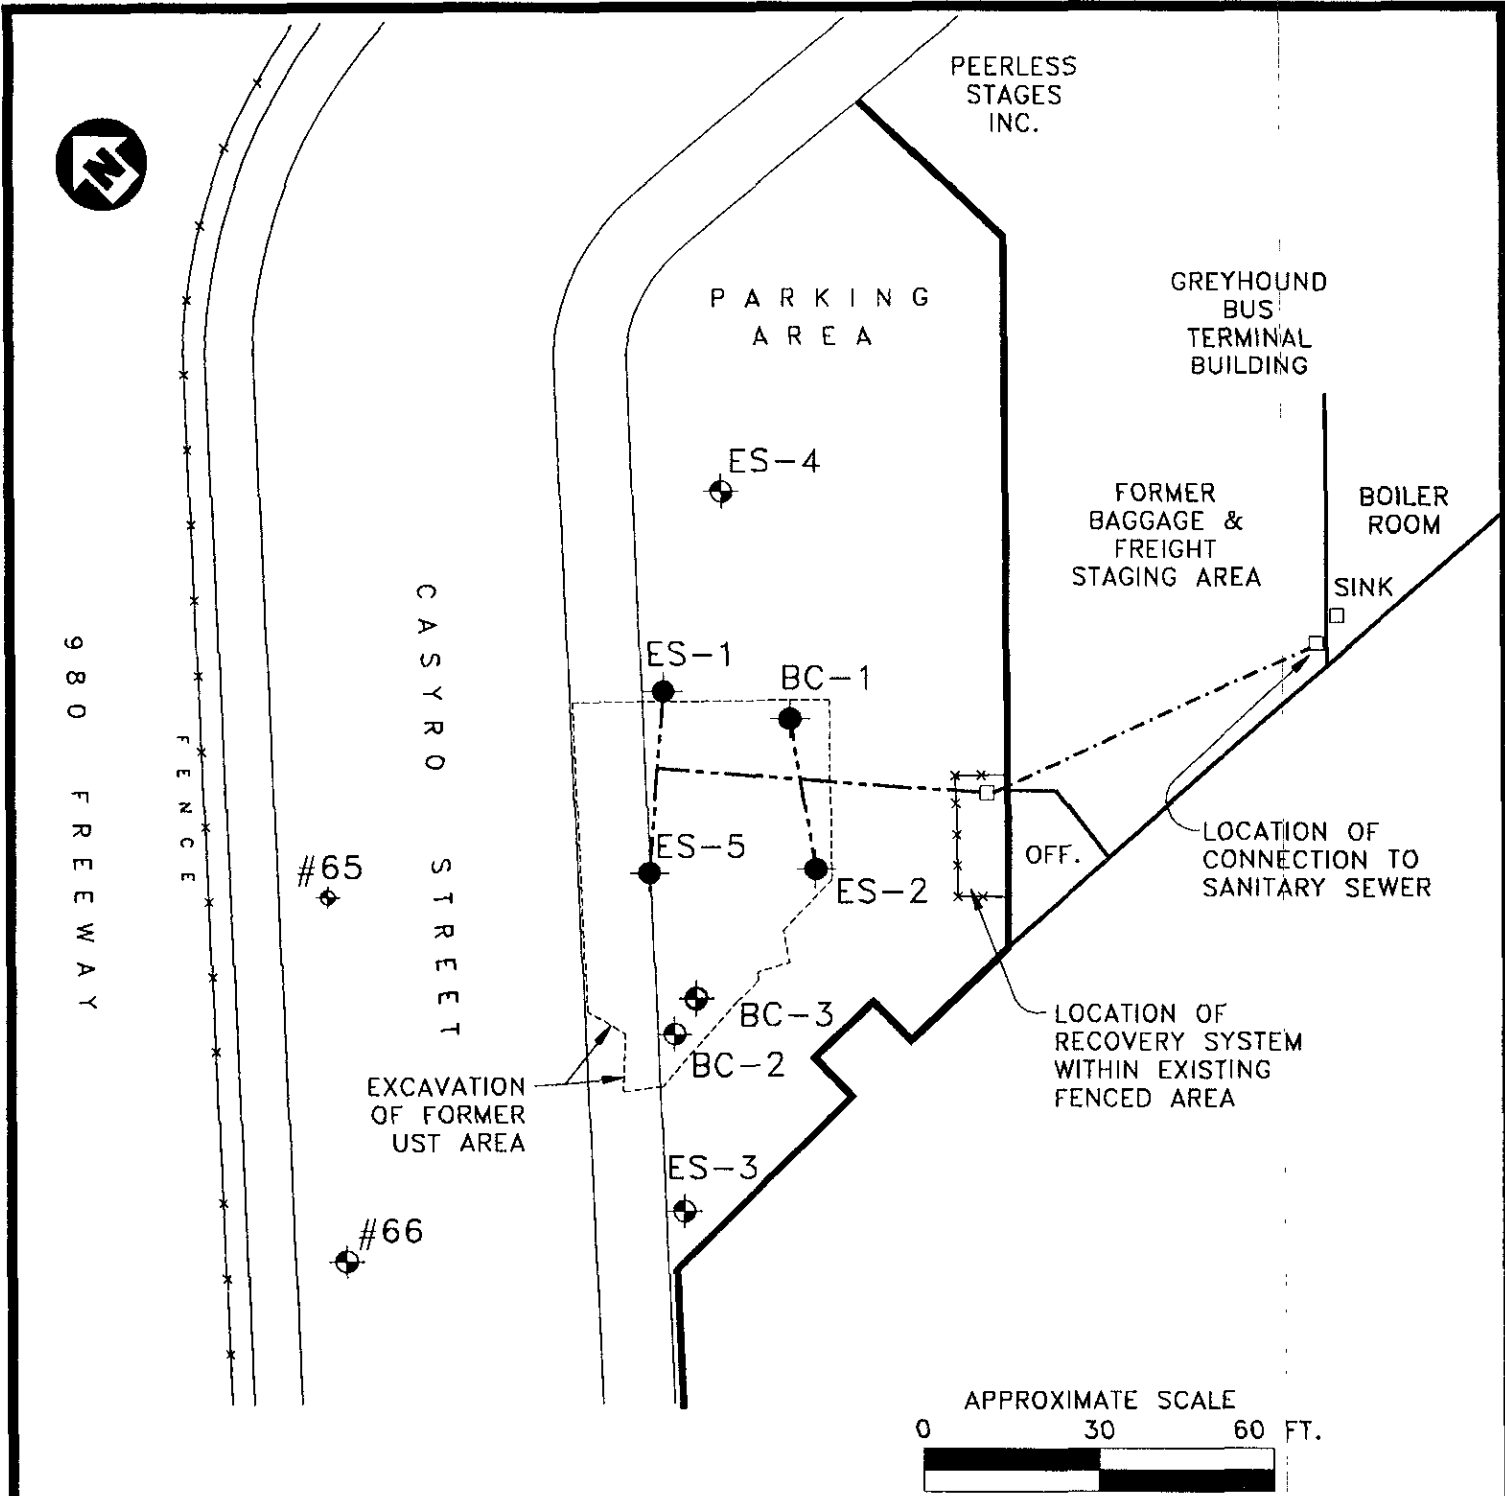 PEERLESS
STAGES
INC.
N
PARKING
AREA
GREYHOUND
BUS
TERMINAL
BUILDING
ES-4
FORMER
BAGGAGE &
FREIGHT
STAGING AREA
BOILER
ROOM
SINK
CASYRO STREET
980 FREEWAY
FENCE
ES-1
BC-1
ES-5
ES-2
OFF.
LOCATION OF
CONNECTION TO
SANITARY SEWER
#65
BC-3
BC-2
LOCATION OF
RECOVERY SYSTEM
WITHIN EXISTING
FENCED AREA
EXCAVATION
OF FORMER
UST AREA
ES-3
#66
APPROXIMATE SCALE
0 30 60 FT.